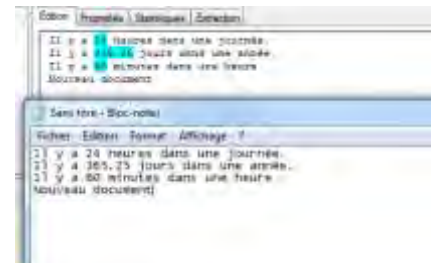 Edition Propriétés Statistiques Extraction
Il y a 24 heures dans une journée.
Il y a 365.25 jours dans une année.
Il y a 60 minutes dans une heure
Nouveau document
Sans titre - Bloc-notes
Fichier Edition Format Affichage ?
Il y a 24 heures dans une journée.
Il y a 365.25 jours dans une année.
Il y a 60 minutes dans une heure
Nouveau document